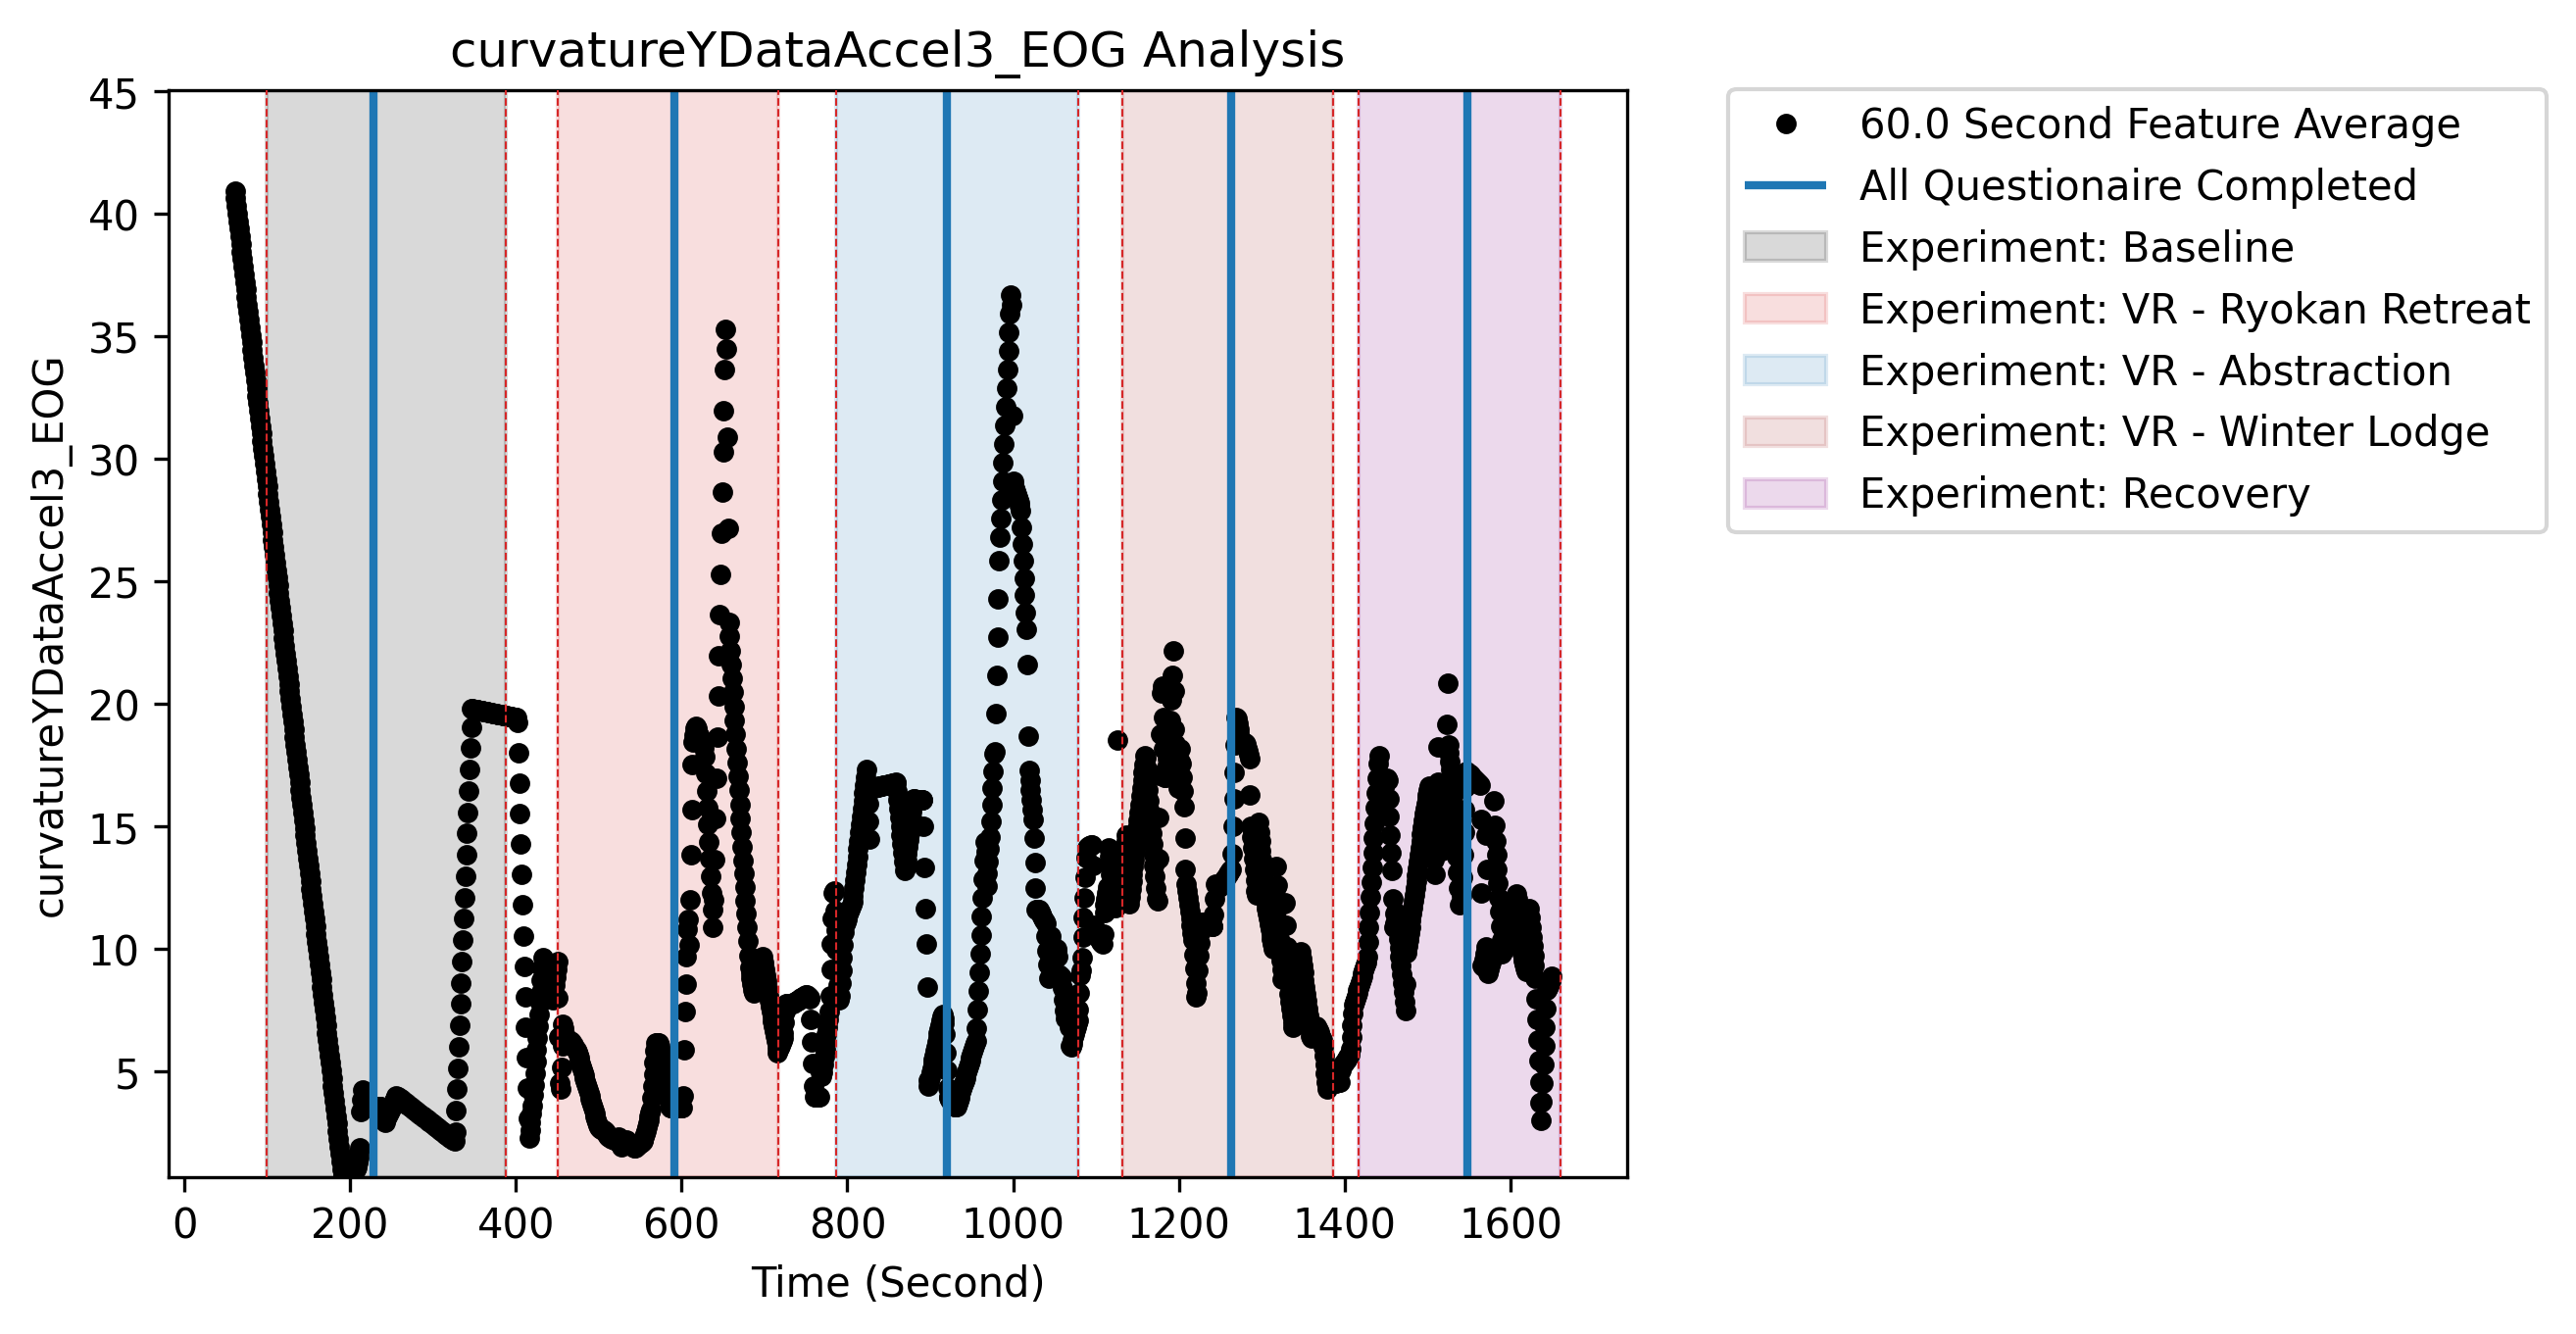 curvatureYDataAccel3_EOG Analysis
45
40
35
30
25
20
15
10
5
curvatureYDataAccel3_EOG
0 200 400 600 800 1000 1200 1400 1600
Time (Second)
60.0 Second Feature Average
All Questionaire Completed
Experiment: Baseline
Experiment: VR - Ryokan Retreat
Experiment: VR - Abstraction
Experiment: VR - Winter Lodge
Experiment: Recovery